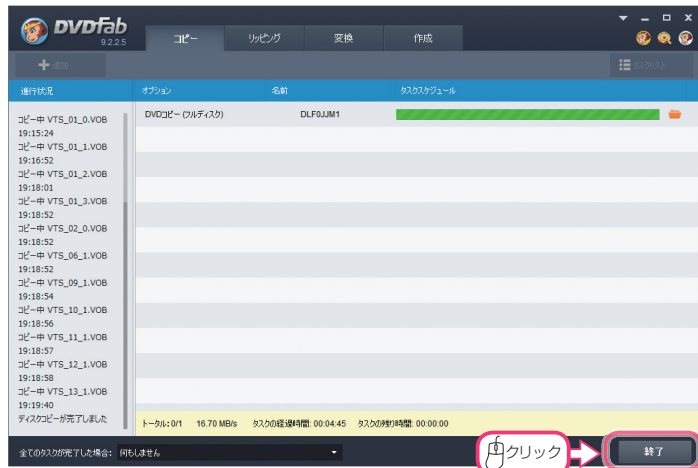 DVDFab
9.2.2.5
コピー リッピング 変換 作成
追加 タスクリスト
進行状況 オプション 名前 タスクスケジュール
DVDコピー (フルディスク) DLF0JJM1
コピー中 VTS_01_0.VOB
19:15:24
コピー中 VTS_01_1.VOB
19:16:52
コピー中 VTS_01_2.VOB
19:18:01
コピー中 VTS_01_3.VOB
19:18:52
コピー中 VTS_02_0.VOB
19:18:52
コピー中 VTS_06_1.VOB
19:18:52
コピー中 VTS_09_1.VOB
19:18:54
コピー中 VTS_10_1.VOB
19:18:56
コピー中 VTS_11_1.VOB
19:18:57
コピー中 VTS_12_1.VOB
19:18:58
コピー中 VTS_13_1.VOB
19:19:40
ディスクコピーが完了しました
トータル: 0/1 16.70 MB/s タスクの経過時間: 00:04:45 タスクの残り時間: 00:00:00
全てのタスクが完了した場合: 何もしません
クリック 終了